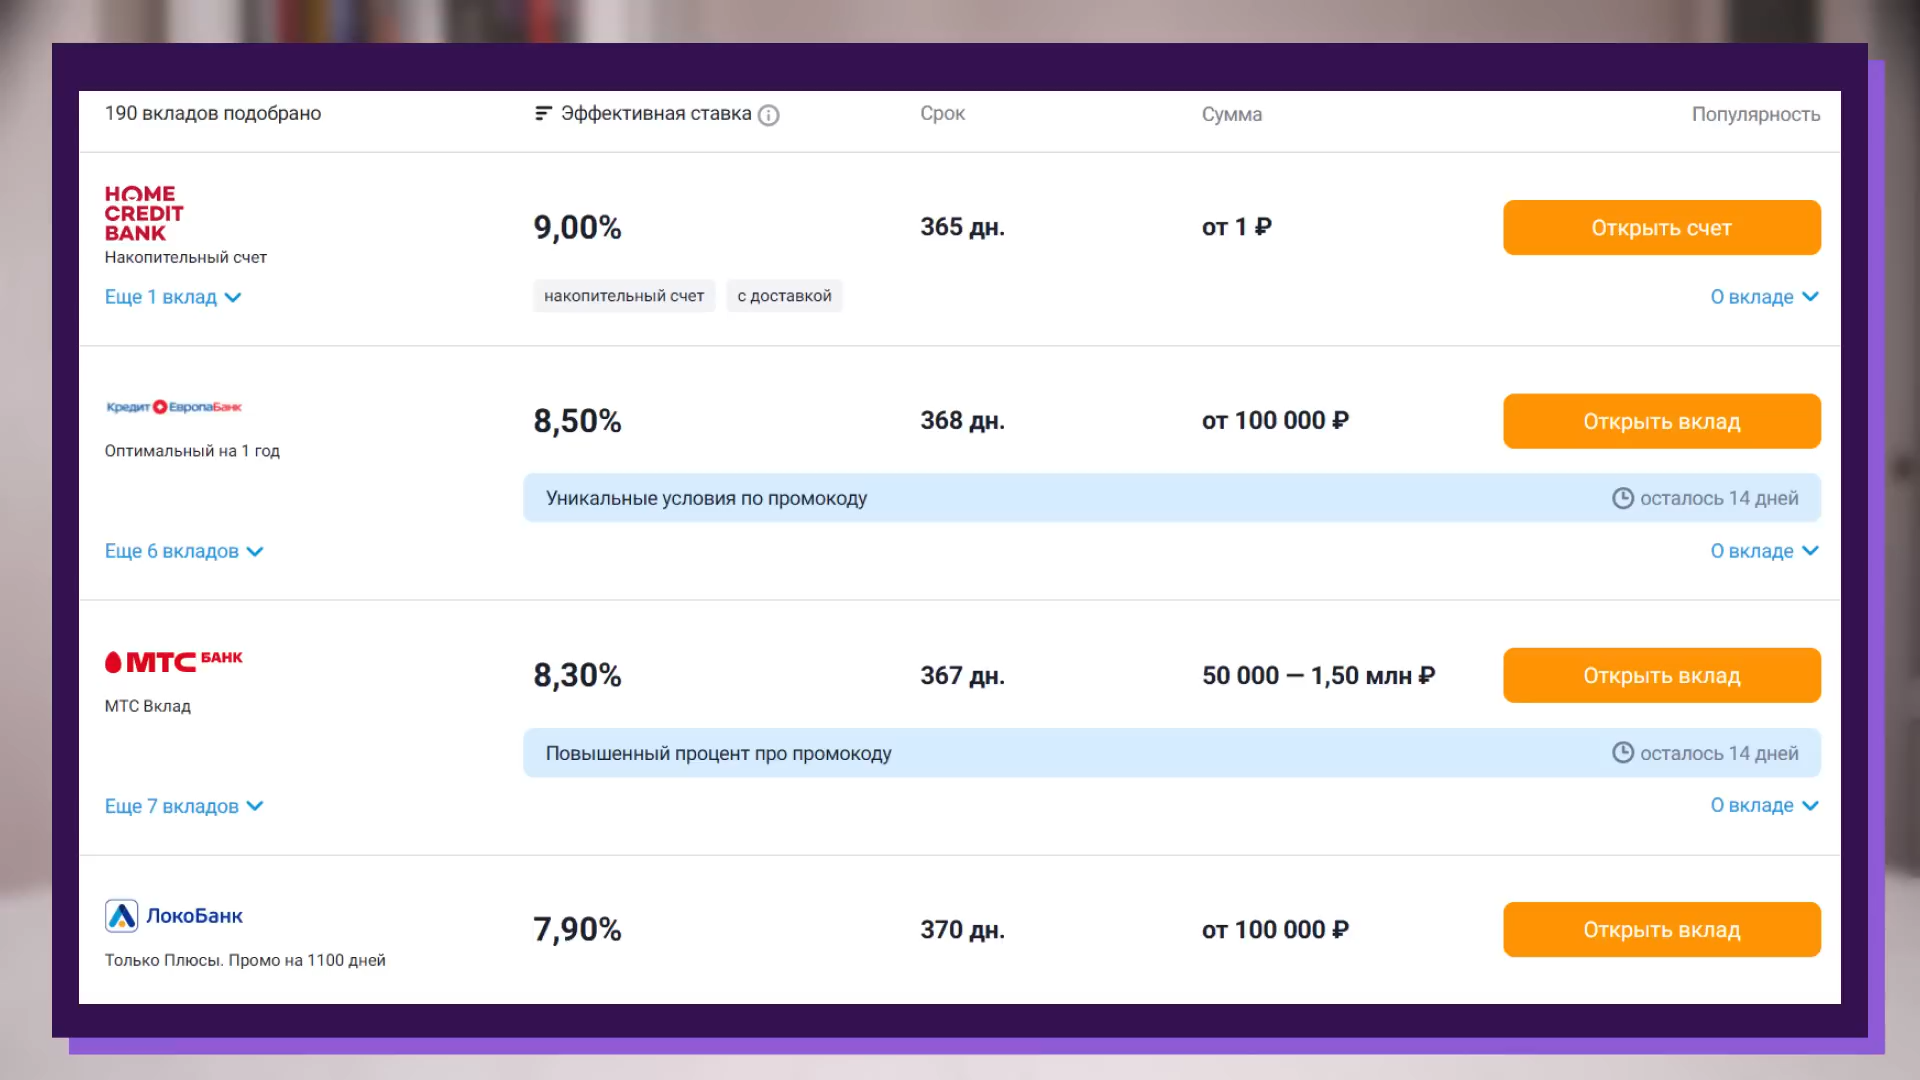 190 вкладов подобрано
Эффективная ставка
Срок
Сумма
Популярность
HOME
CREDIT
BANK
Накопительный счет
9,00%
365 дн.
от 1 ₽
Открыть счет
Еще 1 вклад
накопительный счет
с доставкой
О вкладе
Кредит ЕвропаБанк
Оптимальный на 1 год
8,50%
368 дн.
от 100 000 ₽
Открыть вклад
Уникальные условия по промокоду
осталось 14 дней
Еще 6 вкладов
О вкладе
МТС БАНК
МТС Вклад
8,30%
367 дн.
50 000 — 1,50 млн ₽
Открыть вклад
Повышенный процент про промокоду
осталось 14 дней
Еще 7 вкладов
О вкладе
ЛокоБанк
Только Плюсы. Промо на 1100 дней
7,90%
370 дн.
от 100 000 ₽
Открыть вклад